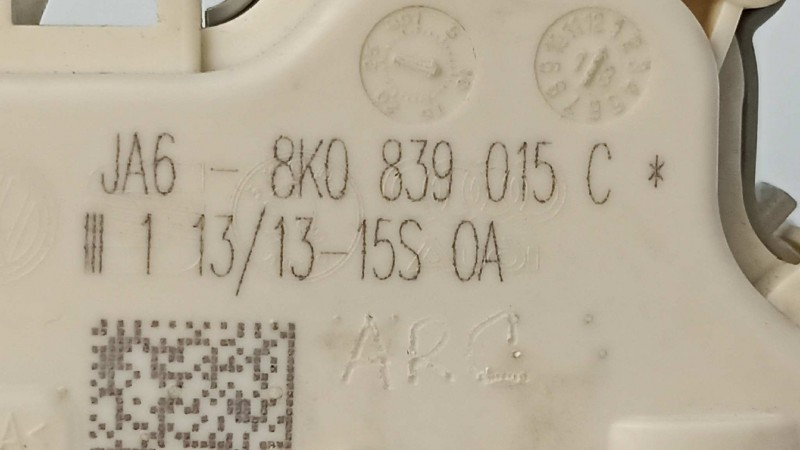 JA6 - 8K0 839 015 C *
1 13/13-15S 0A
ARC
A<